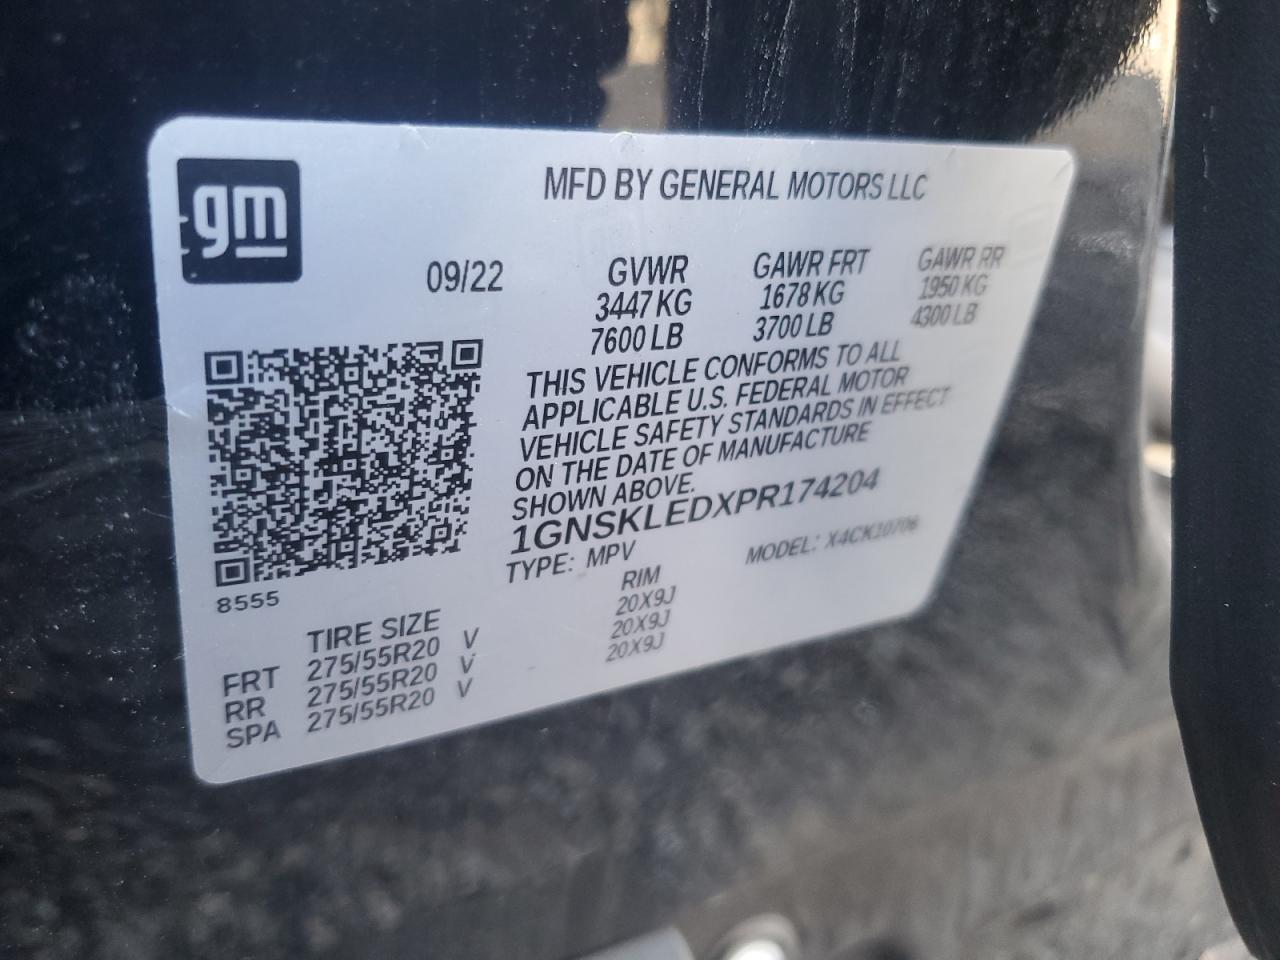 gm
MFD BY GENERAL MOTORS LLC
09/22 GVWR GAWR FRT GAWR RR
3447 KG 1678 KG 1950 KG
7600 LB 3700 LB 4300 LB
THIS VEHICLE CONFORMS TO ALL
APPLICABLE U.S. FEDERAL MOTOR
VEHICLE SAFETY STANDARDS IN EFFECT
ON THE DATE OF MANUFACTURE
SHOWN ABOVE.
1GNSKLEDXPR174204
TYPE: MPV MODEL: X4CK10706
8555
TIRE SIZE RIM
FRT 275/55R20 V 20X9J
RR 275/55R20 V 20X9J
SPA 275/55R20 V 20X9J